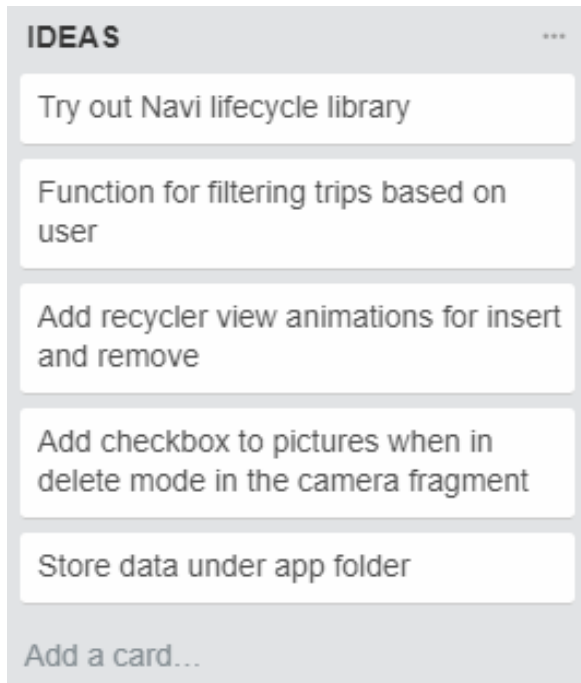 IDEAS ...
Try out Navi lifecycle library
Function for filtering trips based on
user
Add recycler view animations for insert
and remove
Add checkbox to pictures when in
delete mode in the camera fragment
Store data under app folder
Add a card...